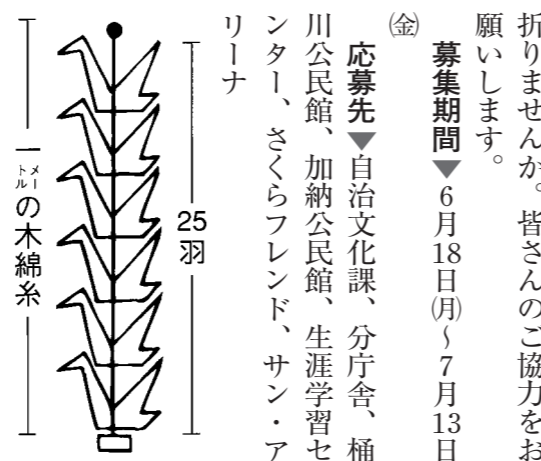 折りませんか。皆さんのご協力をお
願いします。
募集期間▼6月18日㈪～7月13日
㈮
応募先▼自治文化課、分庁舎、桶
川公民館、加納公民館、生涯学習セ
ンター、さくらフレンド、サン・ア
リーナ
25羽
一メートルの木綿糸